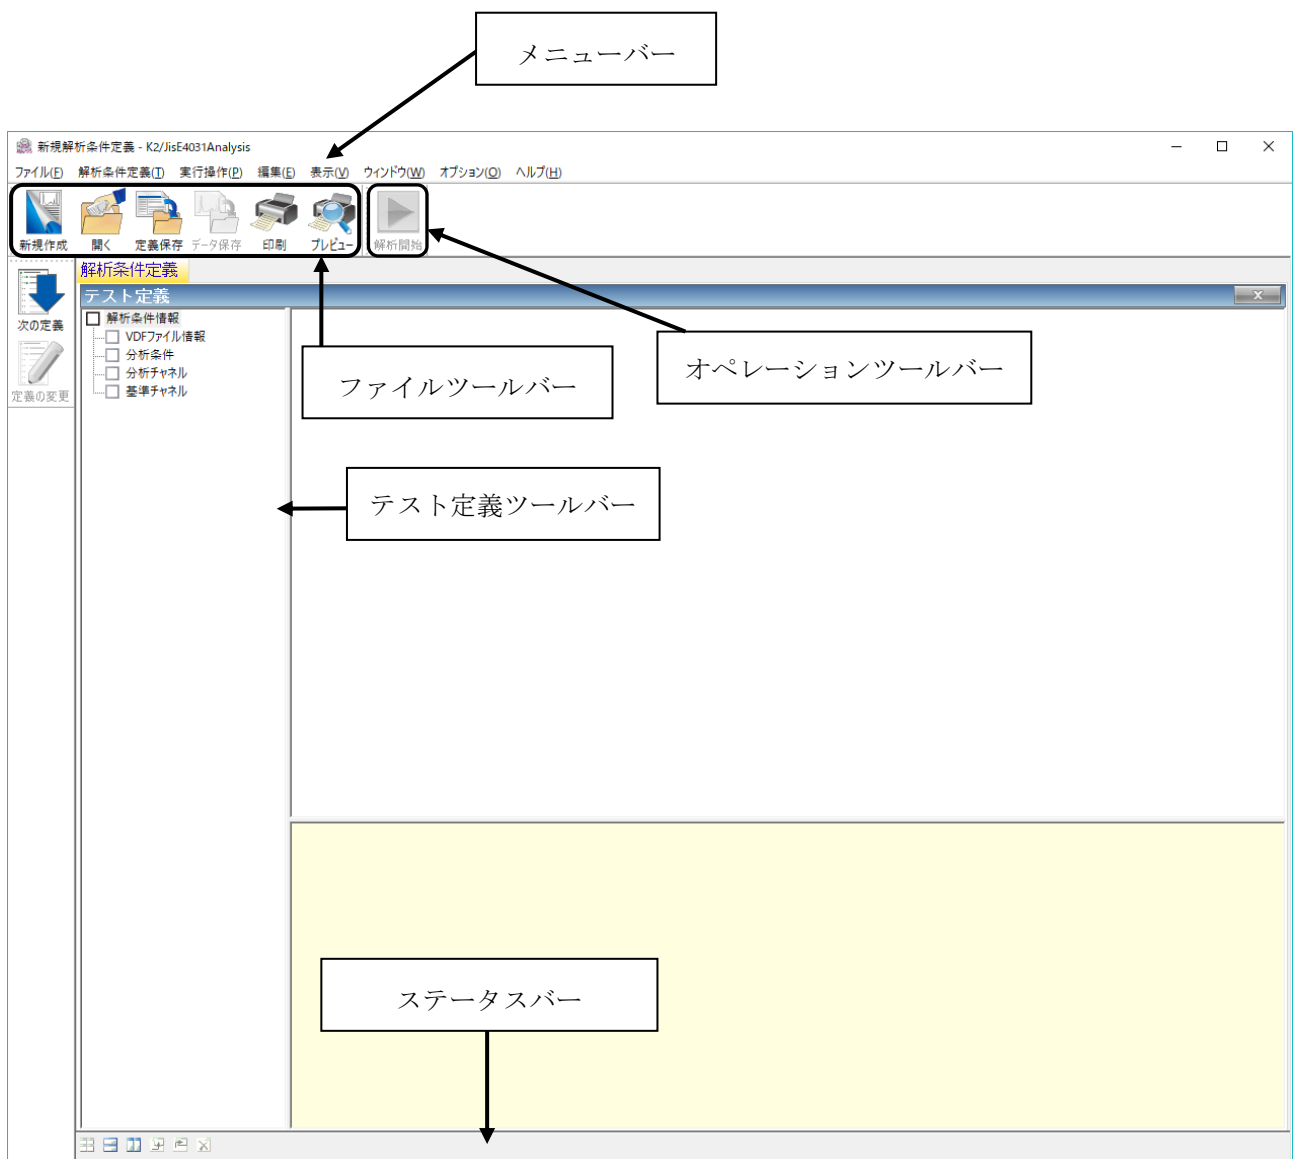 メニューバー
新規解析条件定義 - K2/JisE4031Analysis
ファイル(F) 解析条件定義(T) 実行操作(P) 編集(E) 表示(V) ウィンドウ(W) オプション(O) ヘルプ(H)
新規作成 開く 定義保存 データ保存 印刷 プレビュー 解析開始
解析条件定義
テスト定義
次の定義
定義の変更
解析条件情報
VDFファイル情報
分析条件
分析チャネル
基準チャネル
ファイルツールバー
オペレーションツールバー
テスト定義ツールバー
ステータスバー